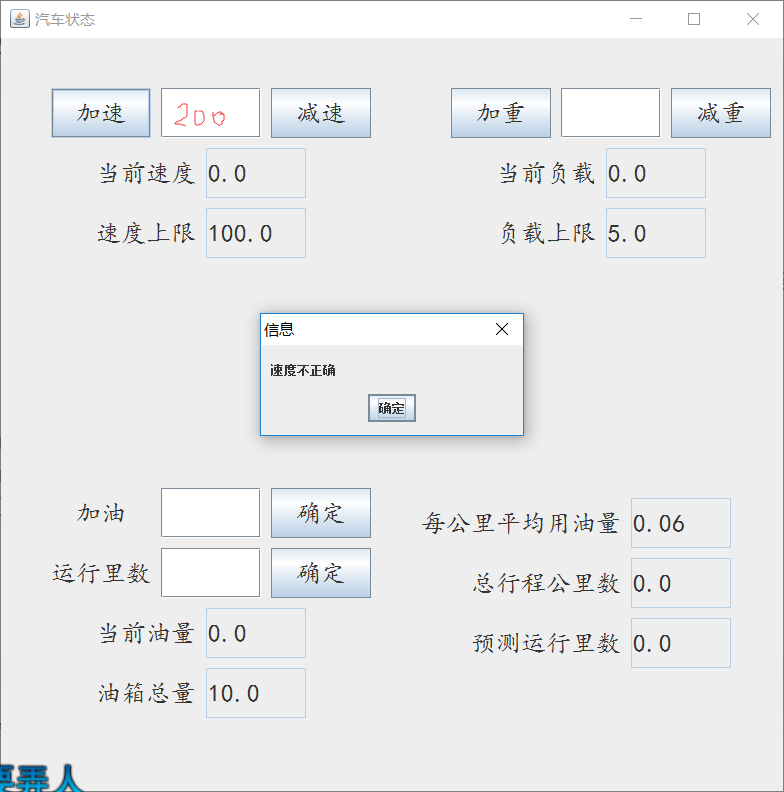 汽车状态
加速 200 减速 加重 减重
当前速度 0.0 当前负载 0.0
速度上限 100.0 负载上限 5.0
信息
速度不正确
确定
加油 确定 每公里平均用油量 0.06
运行里数 确定 总行程公里数 0.0
当前油量 0.0 预测运行里数 0.0
油箱总量 10.0
要弄人